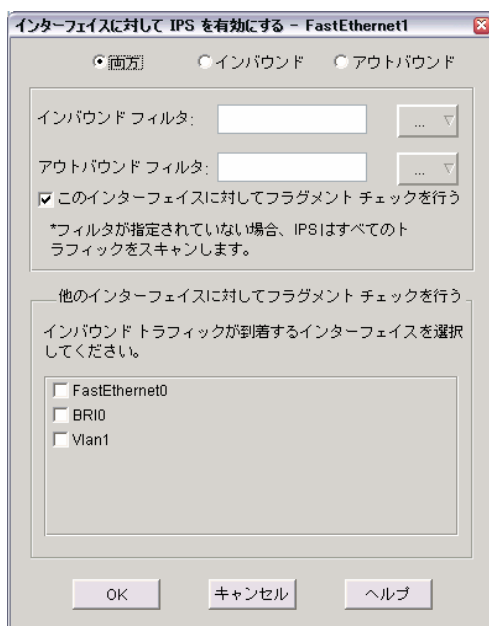 インターフェイスに対して IPS を有効にする - FastEthernet1
両方 インバウンド アウトバウンド
インバウンド フィルタ:
... 
アウトバウンド フィルタ:
...
このインターフェイスに対してフラグメント チェックを行う
*フィルタが指定されていない場合、IPSはすべてのト
ラフィックをスキャンします。
他のインターフェイスに対してフラグメント チェックを行う
インバウンド トラフィックが到着するインターフェイスを選択
してください。
FastEthernet0
BRI0
Vlan1
OK キャンセル ヘルプ